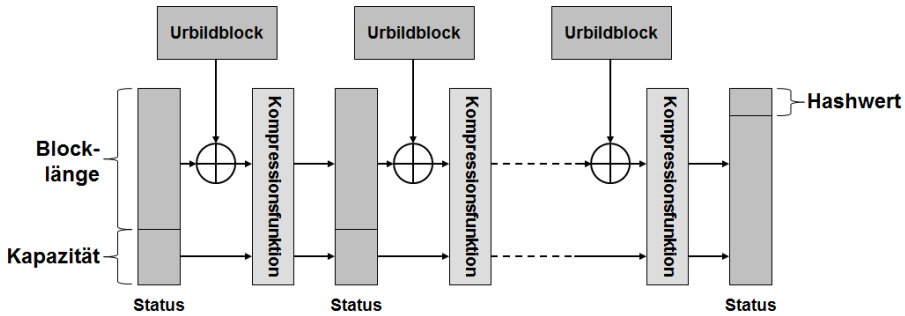 Urbildblock
Urbildblock
Urbildblock
Block-
länge
Kapazität
Kompressionsfunktion
Kompressionsfunktion
Kompressionsfunktion
Hashwert
Status
Status
Status